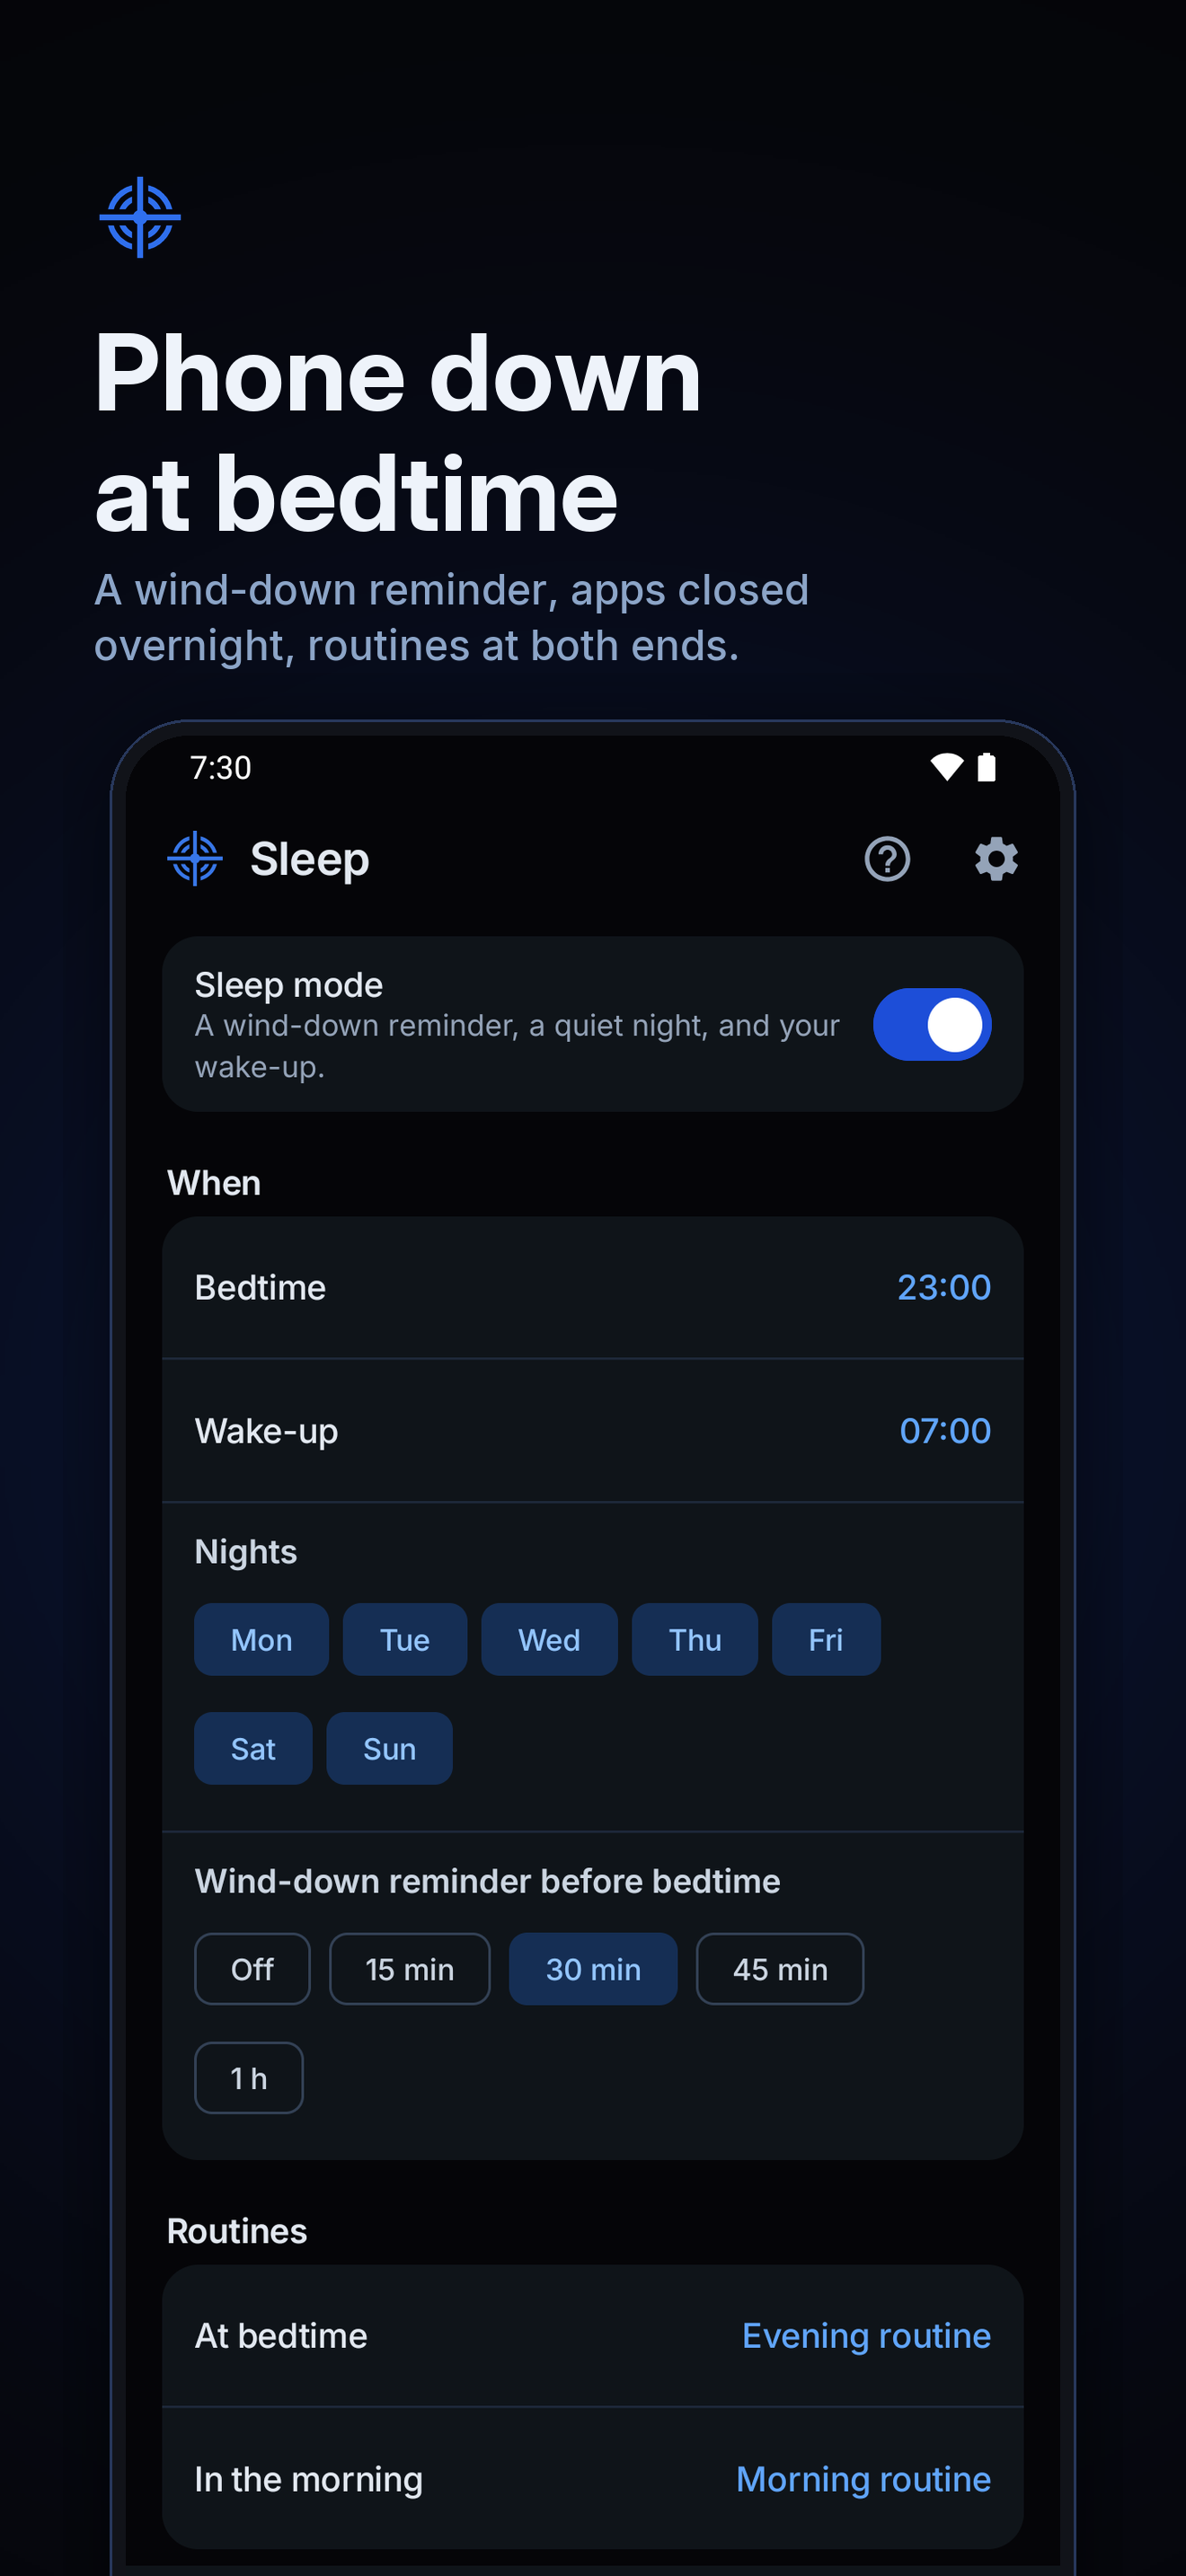 Phone down
at bedtime
A wind-down reminder, apps closed
overnight, routines at both ends.
7:30
Sleep
Sleep mode
A wind-down reminder, a quiet night, and your
wake-up.
When
Bedtime 23:00
Wake-up 07:00
Nights
Mon Tue Wed Thu Fri
Sat Sun
Wind-down reminder before bedtime
Off 15 min 30 min 45 min
1 h
Routines
At bedtime Evening routine
In the morning Morning routine